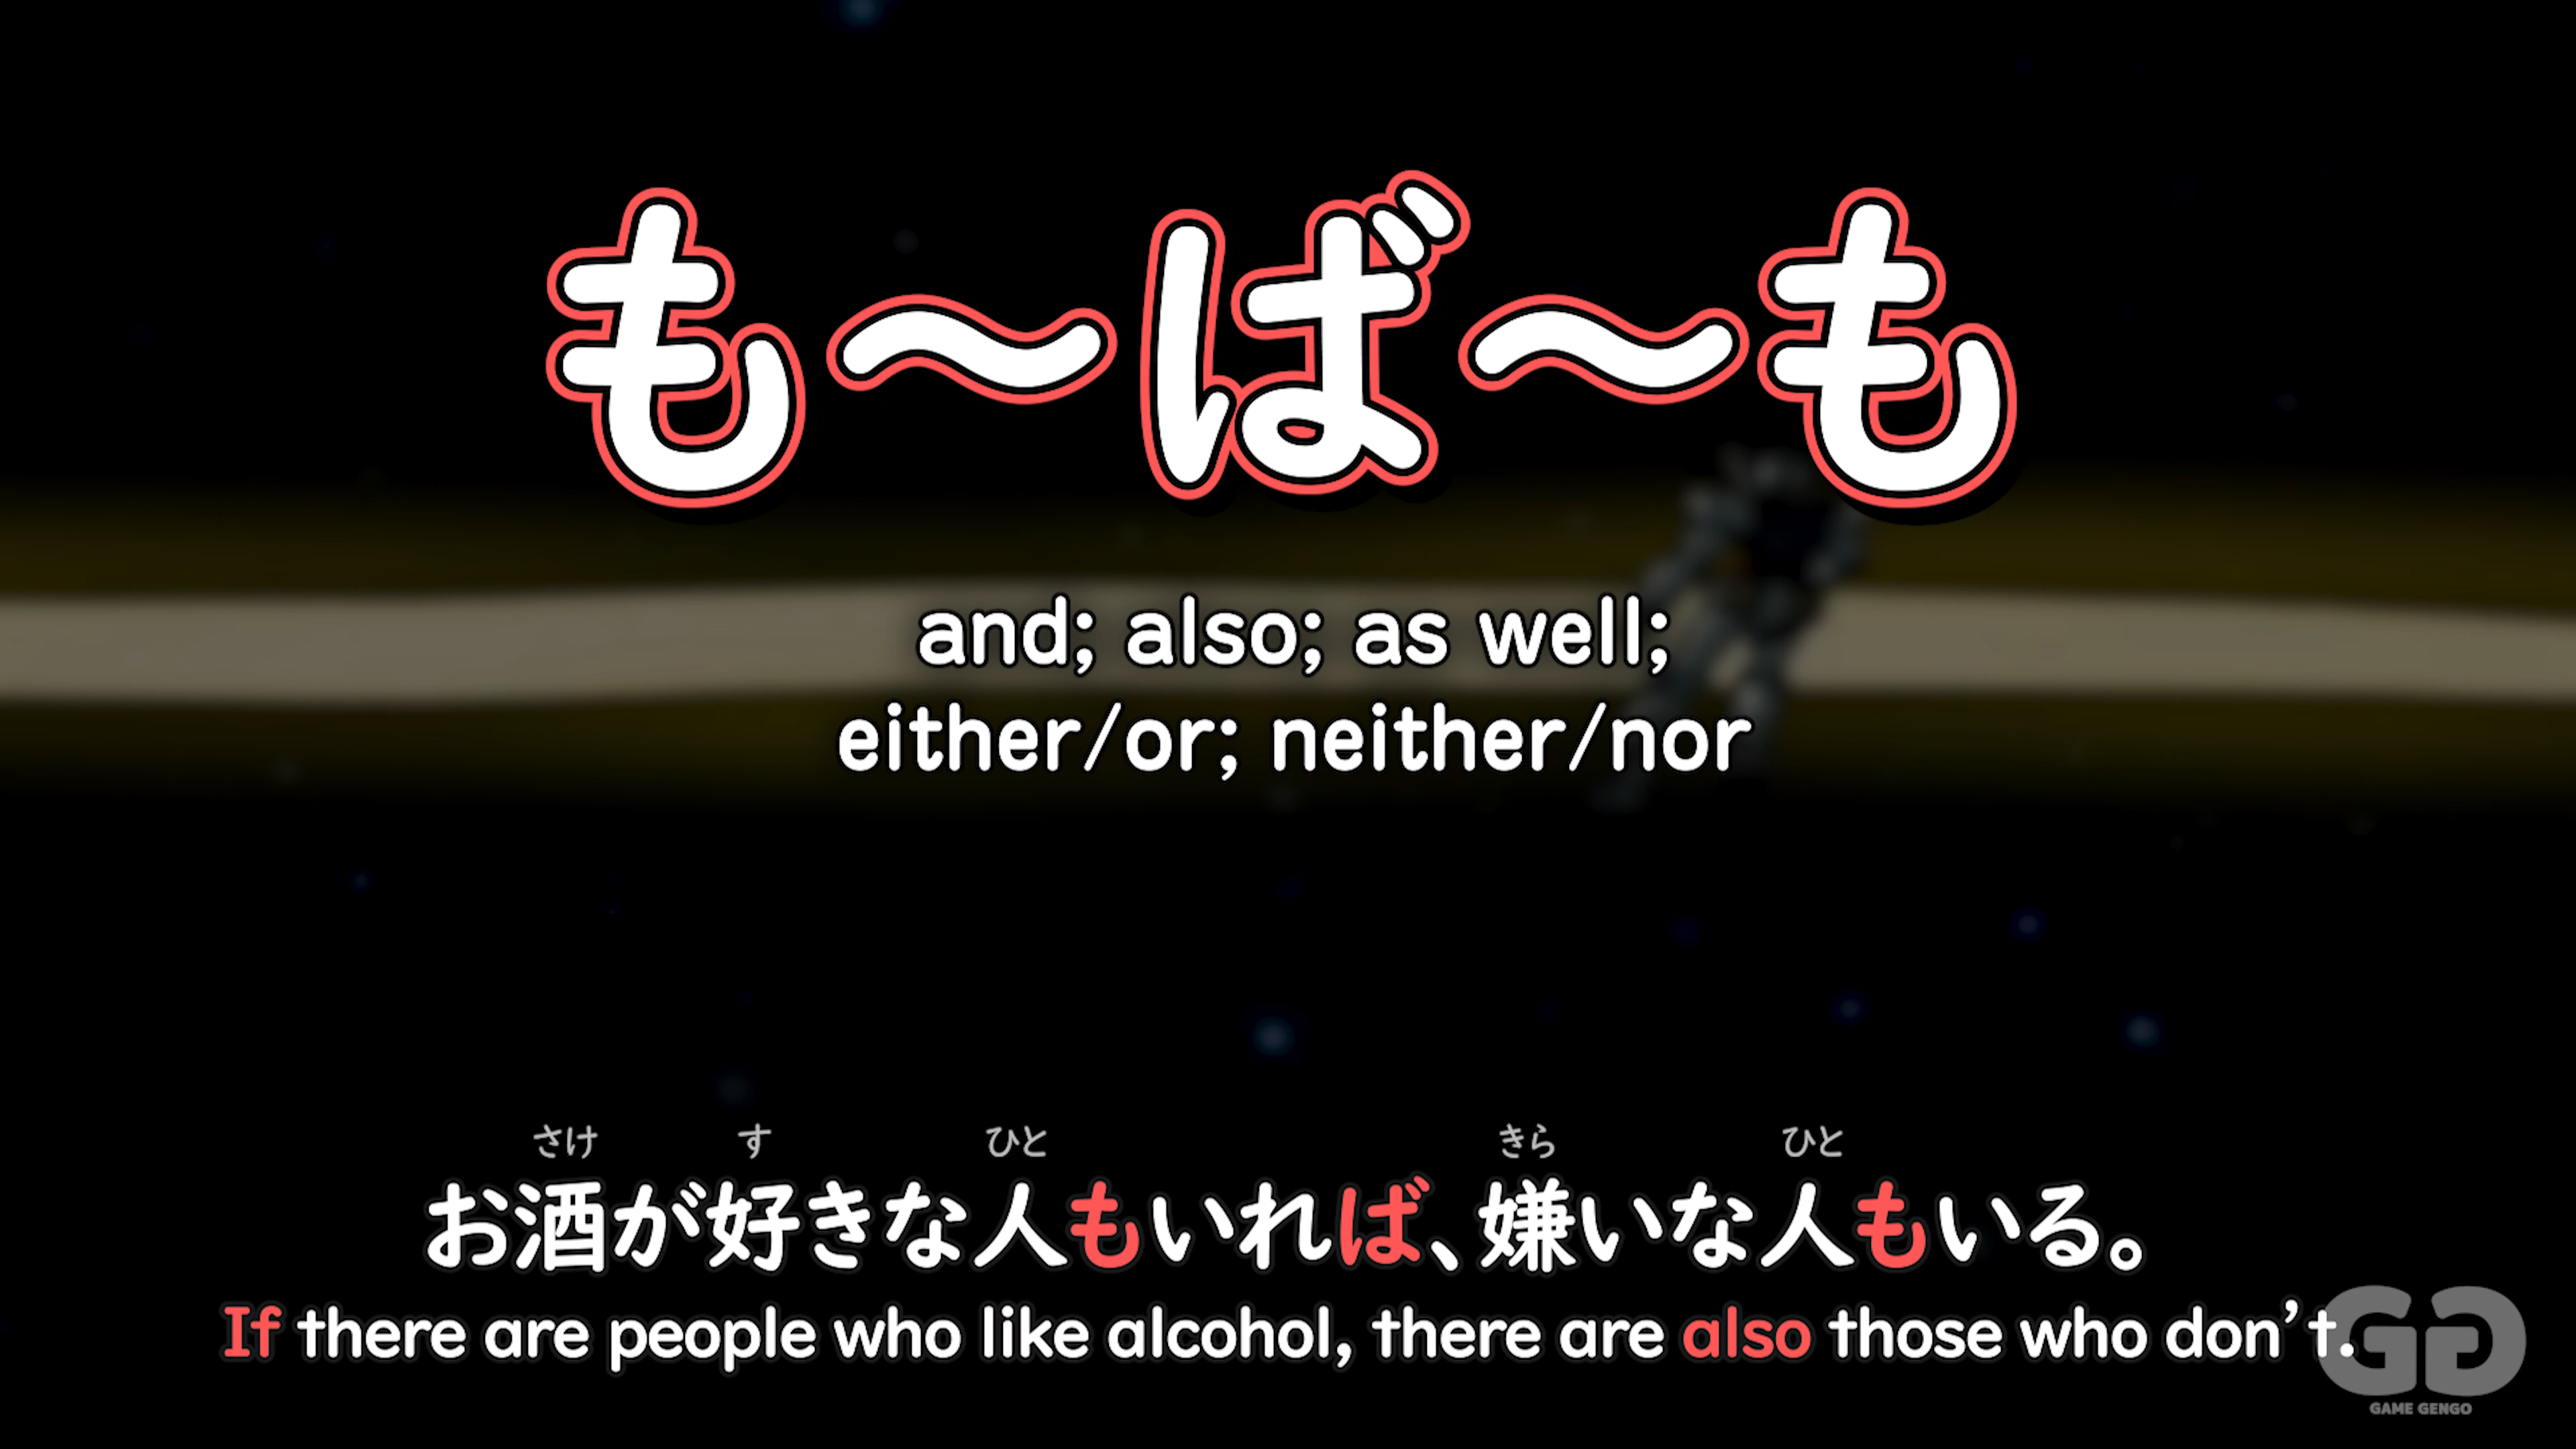 も〜ば〜も
and; also; as well;
either/or; neither/nor
さけ す ひと きら ひと
お酒が好きな人もいれば、嫌いな人もいる。
If there are people who like alcohol, there are also those who don't.
GG
GAME GENGO